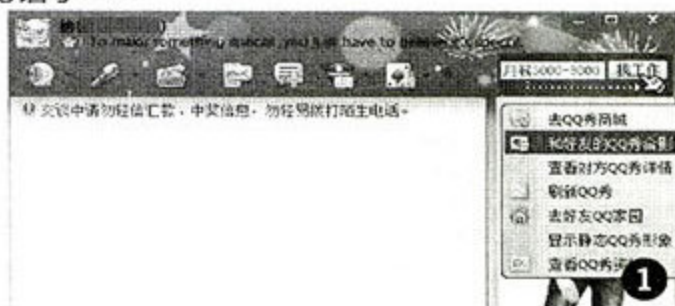 To make something special, you just have to believe it's special.
月薪3000-8000 找工作
交谈中请勿轻信汇款、中奖信息、勿轻易拨打陌生电话。
去QQ秀商城
和好友的QQ秀合影
查看对方QQ秀详情
刷新QQ秀
去好友QQ家园
显示静态QQ秀形象
查看QQ秀
1